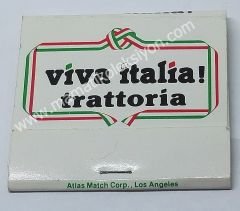 viva italia!
trattoria
Atlas Match Corp., Los Angeles